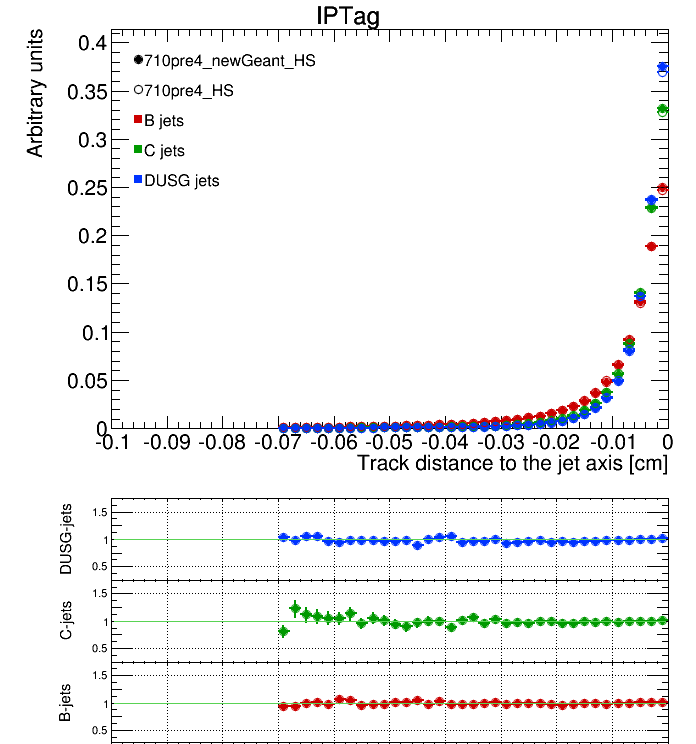 IPTag
Arbitrary units
0.4
0.35
0.3
0.25
0.2
0.15
0.1
0.05
0
710pre4_newGeant_HS
710pre4_HS
B jets
C jets
DUSG jets
-0.1 -0.09 -0.08 -0.07 -0.06 -0.05 -0.04 -0.03 -0.02 -0.01 0
Track distance to the jet axis [cm]
DUSG-jets
1.5
1
0.5
C-jets
1.5
1
0.5
B-jets
1.5
1
0.5